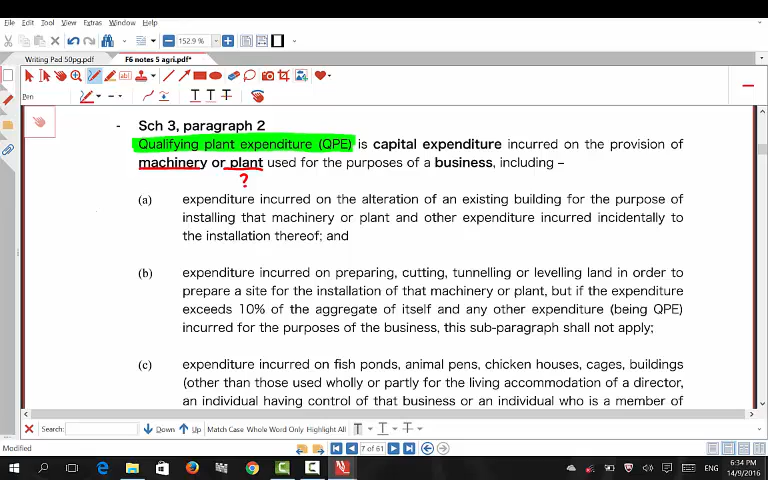 File Edit View Tool Extras Window Help
152.9 %
Writing Pad 50pg.pdf F6 notes 5 agri.pdf*
Pen
- Sch 3, paragraph 2
Qualifying plant expenditure (QPE) is capital expenditure incurred on the provision of
machinery or plant used for the purposes of a business, including –
?
(a) expenditure incurred on the alteration of an existing building for the purpose of
installing that machinery or plant and other expenditure incurred incidentally to
the installation thereof; and
(b) expenditure incurred on preparing, cutting, tunnelling or levelling land in order to
prepare a site for the installation of that machinery or plant, but if the expenditure
exceeds 10% of the aggregate of itself and any other expenditure (being QPE)
incurred for the purposes of the business, this sub-paragraph shall not apply;
(c) expenditure incurred on fish ponds, animal pens, chicken houses, cages, buildings
(other than those used wholly or partly for the living accommodation of a director,
an individual having control of that business or an individual who is a member of
Search: Down Up Match Case Whole Word Only Highlight All T T T
Modified 7 of 61
ENG 6:34 PM
14/9/2016